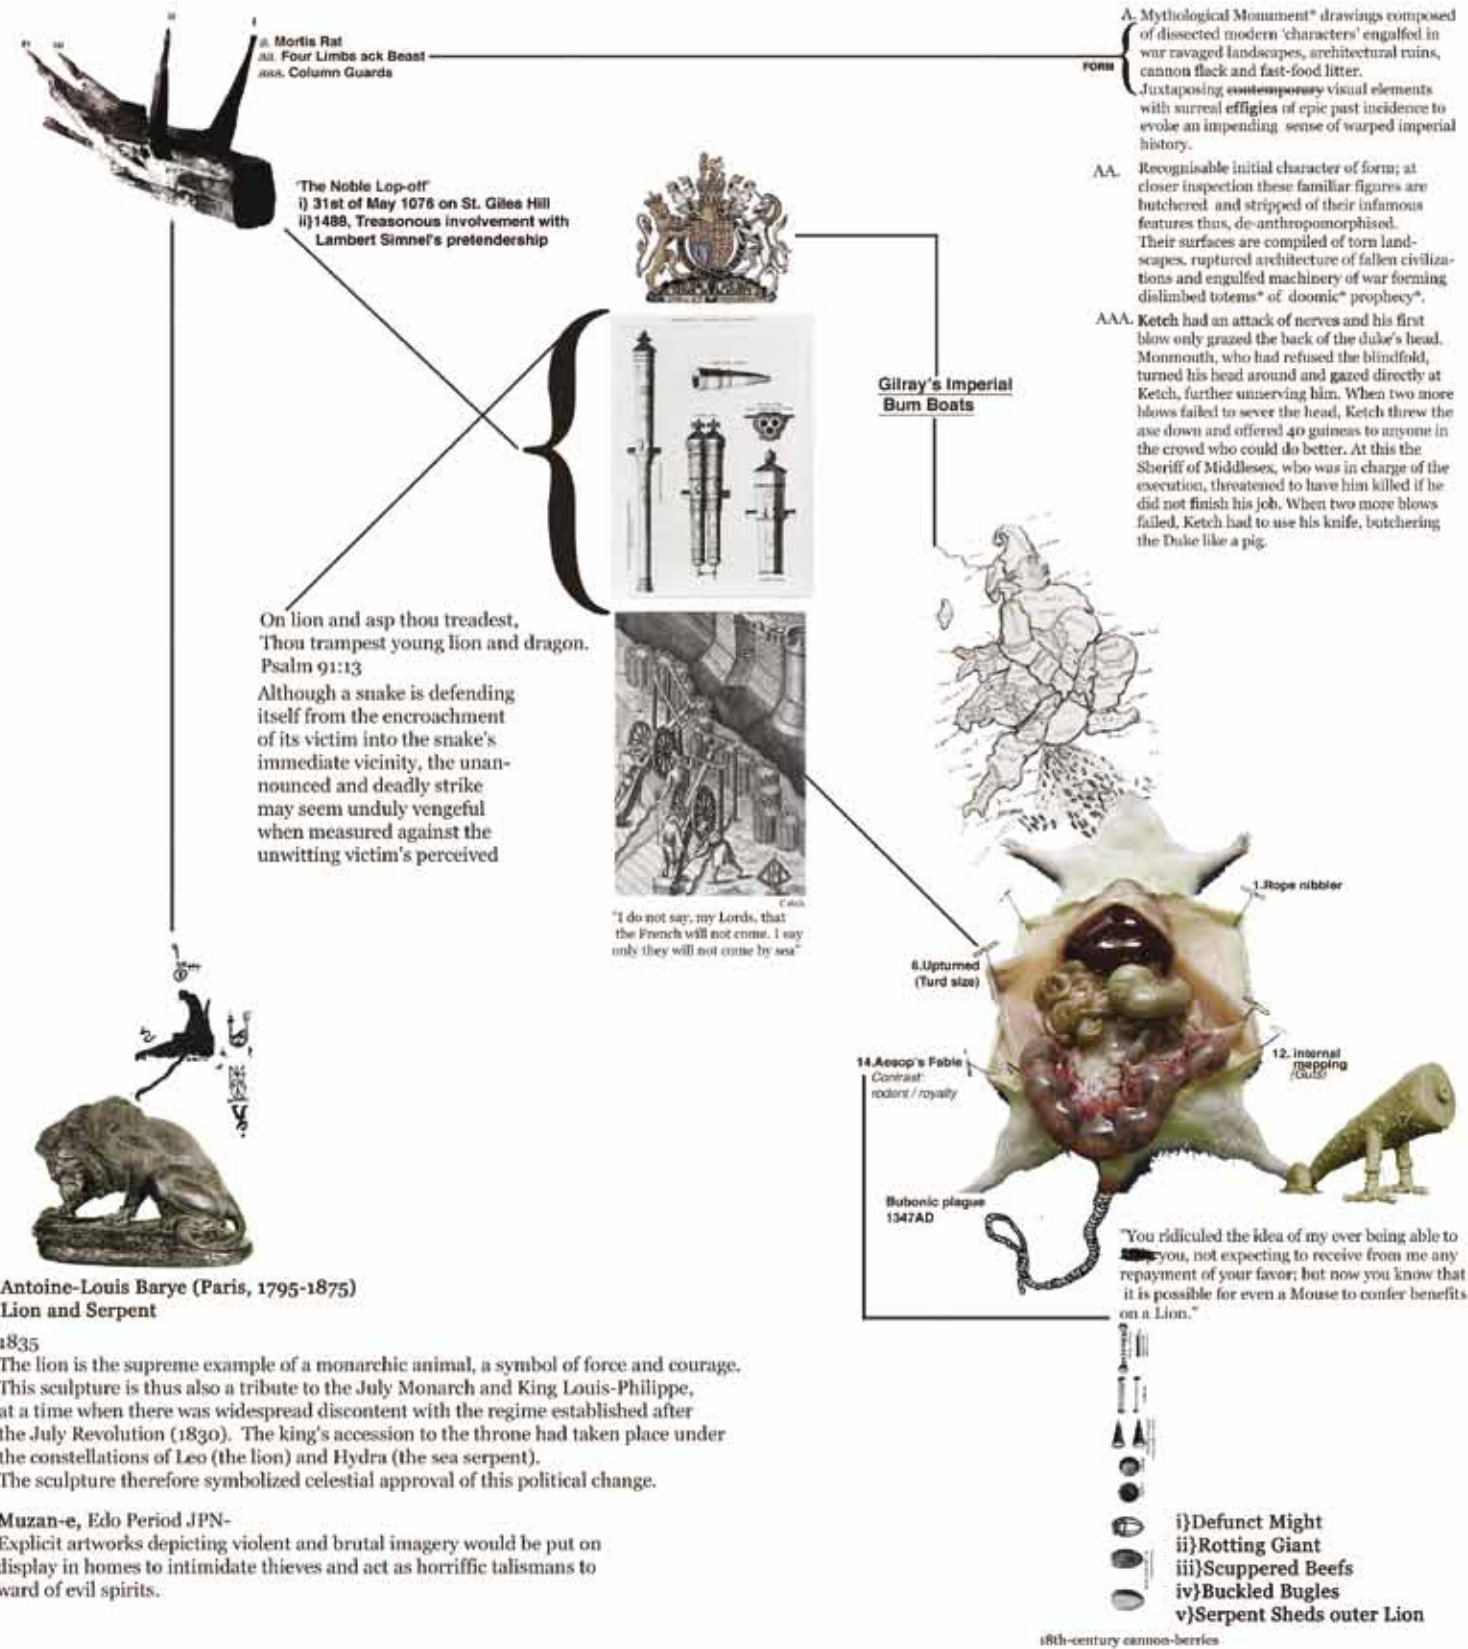 a. Mortis Rat
aa. Four Limbs ack Beast
aaa. Column Guards
FORM
A. Mythological Monument* drawings composed
of dissected modern 'characters' engulfed in
war ravaged landscapes, architectural ruins,
cannon flack and fast-food litter.
Juxtaposing contemporary visual elements
with surreal effigies of epic past incidence to
evoke an impending sense of warped imperial
history.
AA. Recognisable initial character of form; at
closer inspection these familiar figures are
butchered and stripped of their infamous
features thus, de-anthropomorphised.
Their surfaces are compiled of torn land-
scapes, ruptured architecture of fallen civiliza-
tions and engulfed machinery of war forming
dislimbed totems* of doomic* prophecy*.
AAA. Ketch had an attack of nerves and his first
blow only grazed the back of the duke's head.
Monmouth, who had refused the blindfold,
turned his head around and gazed directly at
Ketch, further unnerving him. When two more
blows failed to sever the head, Ketch threw the
axe down and offered 40 guineas to anyone in
the crowd who could do better. At this the
Sheriff of Middlesex, who was in charge of the
execution, threatened to have him killed if he
did not finish his job. When two more blows
failed, Ketch had to use his knife, butchering
the Duke like a pig.
'The Noble Lop-off'
i) 31st of May 1076 on St. Giles Hill
ii}1488, Treasonous involvement with
Lambert Simnel's pretendership
Gilray's Imperial
Bum Boats
On lion and asp thou treadest,
Thou trampest young lion and dragon.
Psalm 91:13
Although a snake is defending
itself from the encroachment
of its victim into the snake's
immediate vicinity, the unan-
nounced and deadly strike
may seem unduly vengeful
when measured against the
unwitting victim's perceived
"I do not say, my Lords, that
the French will not come. I say
only they will not come by sea"
1.Rope nibbler
6.Upturned
(Turd size)
14.Aesop's Fable
Contrast:
rodent / royalty
12. internal
mapping
(Guts)
Bubonic plague
1347AD
"You ridiculed the idea of my ever being able to
you, not expecting to receive from me any
repayment of your favor; but now you know that
it is possible for even a Mouse to confer benefits
on a Lion."
Antoine-Louis Barye (Paris, 1795-1875)
Lion and Serpent
1835
The lion is the supreme example of a monarchic animal, a symbol of force and courage.
This sculpture is thus also a tribute to the July Monarch and King Louis-Philippe,
at a time when there was widespread discontent with the regime established after
the July Revolution (1830). The king's accession to the throne had taken place under
the constellations of Leo (the lion) and Hydra (the sea serpent).
The sculpture therefore symbolized celestial approval of this political change.
Muzan-e, Edo Period JPN-
Explicit artworks depicting violent and brutal imagery would be put on
display in homes to intimidate thieves and act as horriffic talismans to
ward of evil spirits.
i}Defunct Might
ii}Rotting Giant
iii}Scuppered Beefs
iv}Buckled Bugles
v}Serpent Sheds outer Lion
18th-century cannon-berries